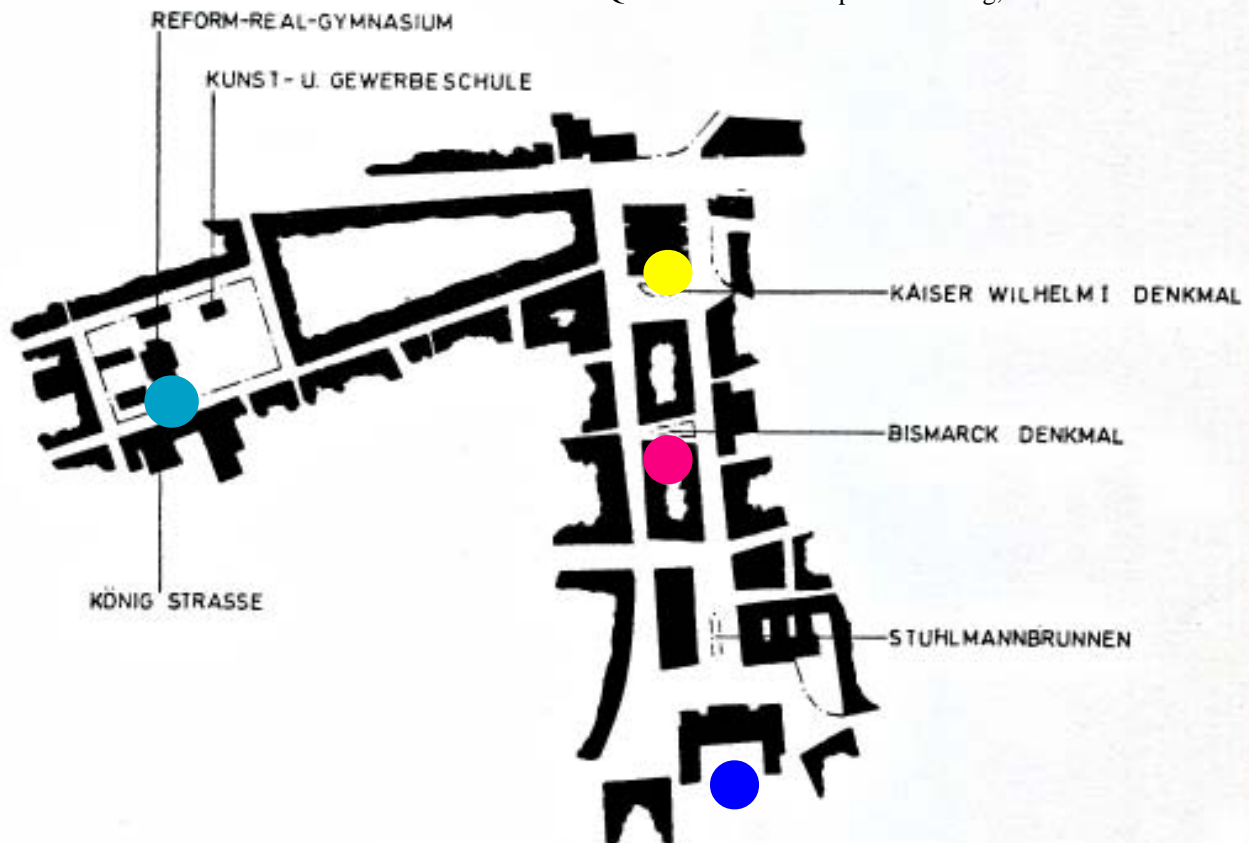 REFORM-REAL-GYMNASIUM
KUNST- U. GEWERBESCHULE
KAISER WILHELM I DENKMAL
BISMARCK DENKMAL
KÖNIG STRASSE
STUHLMANNBRUNNEN